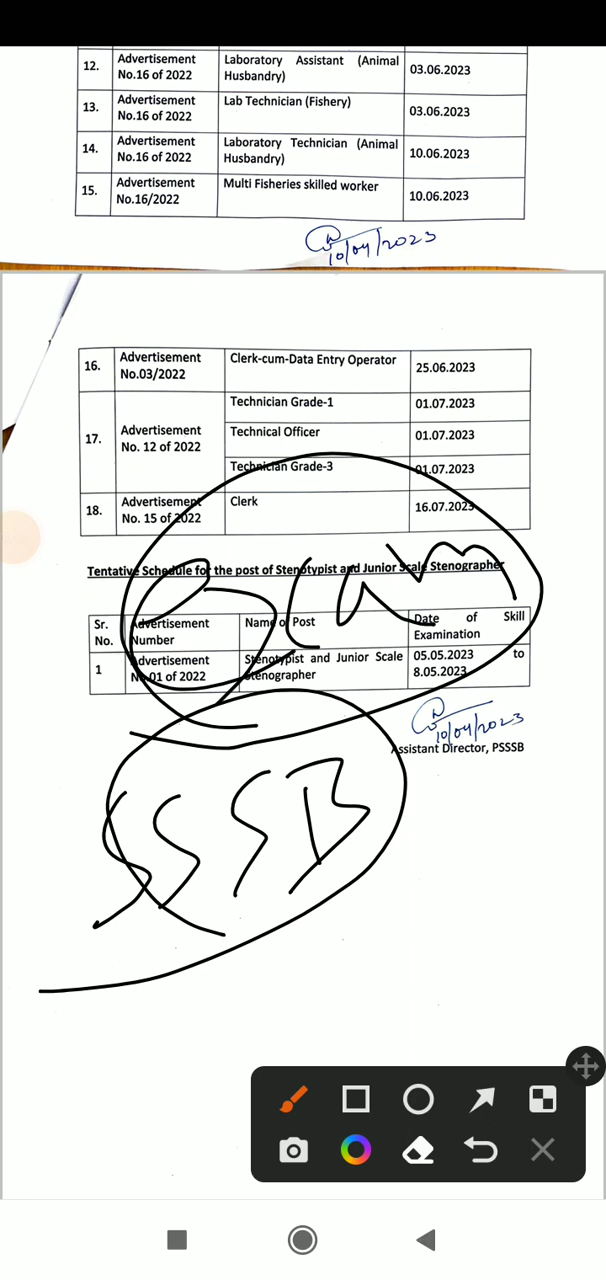 12. Advertisement No.16 of 2022 Laboratory Assistant (Animal Husbandry) 03.06.2023
13. Advertisement No.16 of 2022 Lab Technician (Fishery) 03.06.2023
14. Advertisement No.16 of 2022 Laboratory Technician (Animal Husbandry) 10.06.2023
15. Advertisement No.16/2022 Multi Fisheries skilled worker 10.06.2023
10/04/2023
16. Advertisement No.03/2022 Clerk-cum-Data Entry Operator 25.06.2023
17. Advertisement No. 12 of 2022 Technician Grade-1 01.07.2023
Technical Officer 01.07.2023
Technician Grade-3 01.07.2023
18. Advertisement No. 15 of 2022 Clerk 16.07.2023
Tentative Schedule for the post of Stenotypist and Junior Scale Stenographer
Sr. No. Advertisement Number Name of Post Date of Skill Examination
1 Advertisement No.01 of 2022 Stenotypist and Junior Scale Stenographer 05.05.2023 to 8.05.2023
10/04/2023
Assistant Director, PSSSB
SSSB